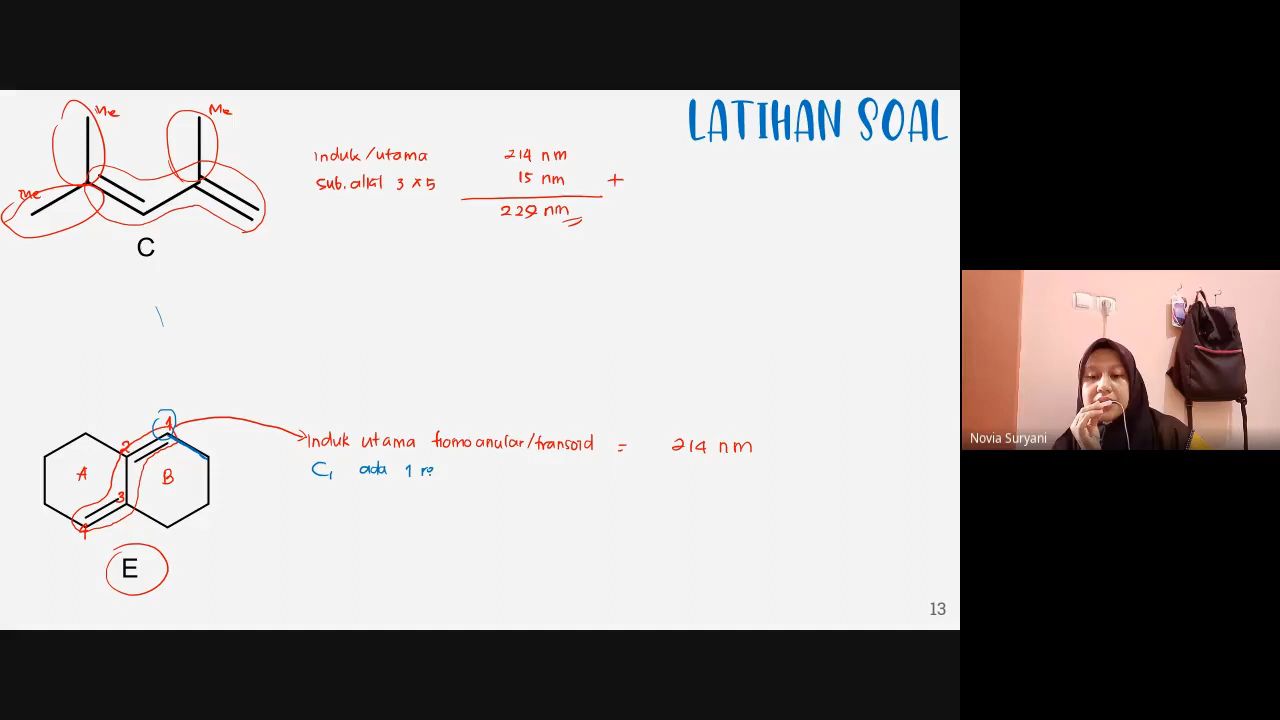 LATIHAN SOAL
Me
Me
Me
C
Induk/utama 214 nm
sub.alkil 3 x 5 15 nm +
229 nm
A
B
1
2
3
4
E
Induk utama homoanular/transoid = 214 nm
C1 ada 1
13
Novia Suryani